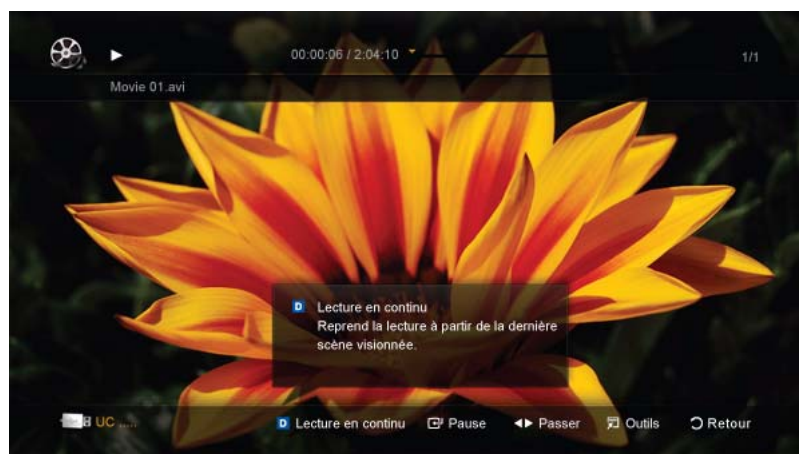 00:00:06 / 2:04:10
1/1
Movie 01.avi
D Lecture en continu
Reprend la lecture à partir de la dernière
scène visionnée.
UC .....
D Lecture en continu Pause Passer Outils Retour